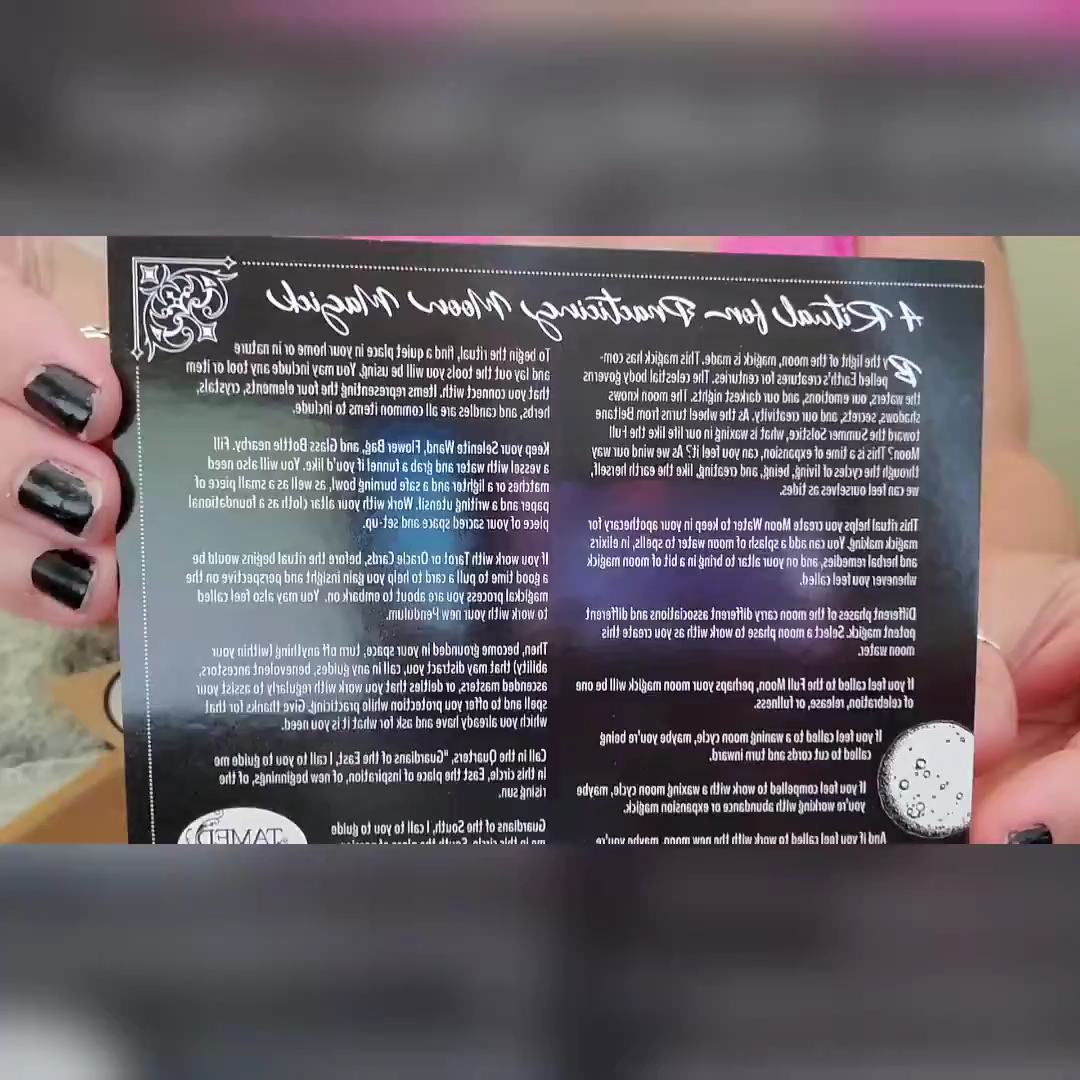 A Ritual for Practicing Moon Magick
By the light of the moon, magick is made. This magick has com-
pelled Earth's creatures for centuries. The celestial body governs
the waters, our emotions, and our darkest nights. The moon knows
shadows, secrets, and our creativity. As the wheel turns from Beltane
toward the Summer Solstice, what is waxing in our life like the Full
Moon? This is a time of expansion, can you feel it? As we wind our way
through the cycles of living, being, and creating, like the earth herself,
we can feel ourselves as tides.
This ritual helps you create Moon Water to keep in your apothecary for
magick making. You can add a splash of moon water to spells, in elixirs
and herbal remedies, and on your altar to bring in a bit of moon magick
whenever you feel called.
Different phases of the moon carry different associations and different
potent magick. Select a moon phase to work with as you create this
moon water.
If you feel called to the Full Moon, perhaps your moon magick will be one
of celebration, release, or fullness.
If you feel called to a waning moon cycle, maybe you're being
called to cut cords and turn inward.
If you feel compelled to work with a waxing moon cycle, maybe
you're working with abundance or expansion magick.
And if you feel called to work with the new moon, maybe you're
To begin the ritual, find a quiet place in your home or in nature
and lay out the tools you will be using. You may include any tool or item
that you connect with. Items representing the four elements, crystals,
herbs, and candles are all common items to include.
Keep your Selenite Wand, Flower Bag, and Glass Bottle nearby. Fill
a vessel with water and grab a funnel if you'd like. You will also need
matches or a lighter and a safe burning bowl, as well as a small piece of
paper and a writing utensil. Work with your altar cloth as a foundational
piece of your sacred space and set-up.
If you work with Tarot or Oracle Cards, before the ritual begins would be
a good time to pull a card to help you gain insight and perspective on the
magickal process you are about to embark on. You may also feel called
to work with your new Pendulum.
Then, become grounded in your space, turn off anything (within your
ability) that may distract you, call in any guides, benevolent ancestors,
ascended masters, or deities that you work with regularly to assist your
spell and to offer you protection while practicing. Give thanks for that
which you already have and ask for what it is you need.
Call in the Quarters, "Guardians of the East, I call to you to guide me
in this circle, East the place of inspiration, of new beginnings, of the
rising sun.
Guardians of the South, I call to you to guide
me in this circle, South the place of passion
TAMED